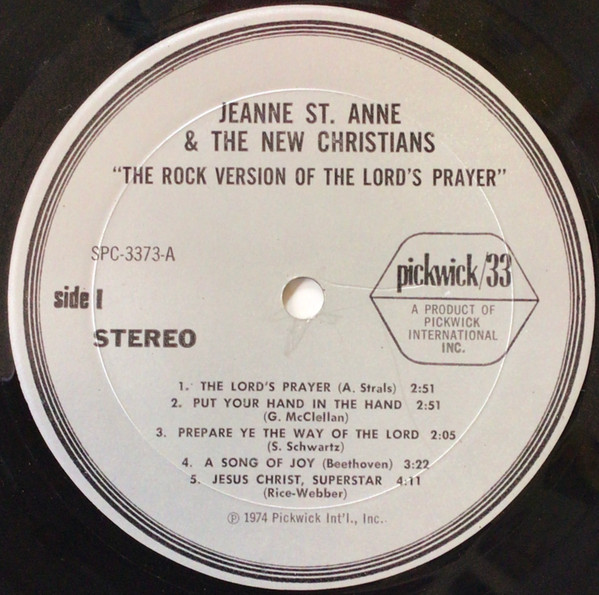 JEANNE ST. ANNE
& THE NEW CHRISTIANS
"THE ROCK VERSION OF THE LORD'S PRAYER"
SPC-3373-A
side 1
STEREO
pickwick/33
A PRODUCT OF
PICKWICK
INTERNATIONAL
INC.
1. THE LORD'S PRAYER (A. Strals) 2:51
2. PUT YOUR HAND IN THE HAND 2:51
(G. McClellan)
3. PREPARE YE THE WAY OF THE LORD 2:05
(S. Schwartz)
4. A SONG OF JOY (Beethoven) 3:22
5. JESUS CHRIST, SUPERSTAR 4:11
(Rice-Webber)
℗ 1974 Pickwick Int'l., Inc.